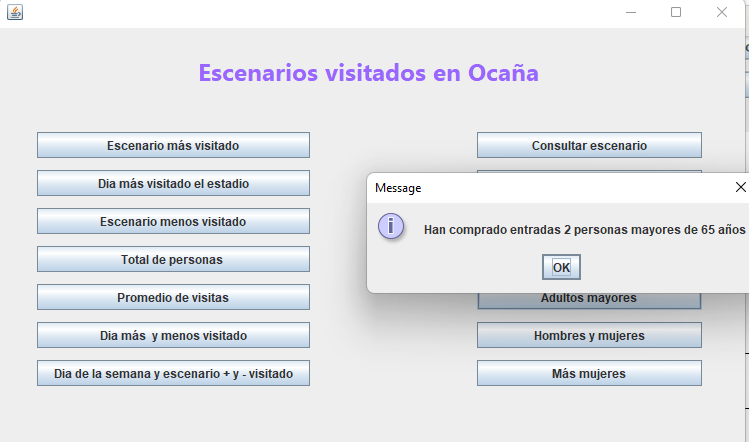 Escenarios visitados en Ocaña
Escenario más visitado
Consultar escenario
Dia más visitado el estadio
Message
Escenario menos visitado
Han comprado entradas 2 personas mayores de 65 años
Total de personas
OK
Promedio de visitas
Adultos mayores
Dia más y menos visitado
Hombres y mujeres
Dia de la semana y escenario + y - visitado
Más mujeres